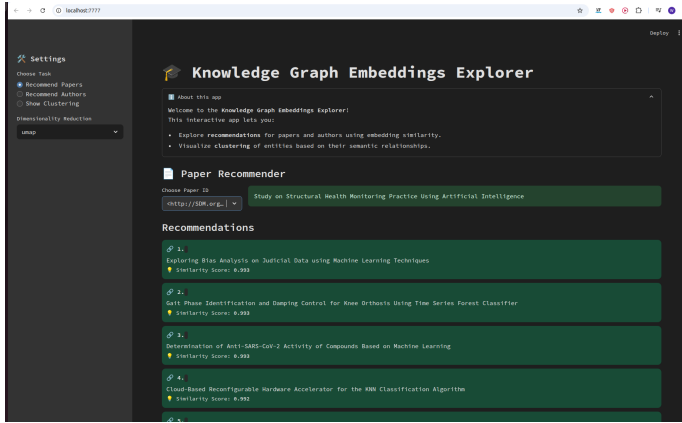 localhost:7777
Deploy
Settings
Choose Task
Recommend Papers
Recommend Authors
Show Clustering
Dimensionality Reduction
umap
Knowledge Graph Embeddings Explorer
About this app
Welcome to the Knowledge Graph Embeddings Explorer!
This interactive app lets you:
• Explore recommendations for papers and authors using embedding similarity.
• Visualize clustering of entities based on their semantic relationships.
Paper Recommender
Choose Paper ID
<http://SDM.org…
Study on Structural Health Monitoring Practice Using Artificial Intelligence
Recommendations
1.
Exploring Bias Analysis on Judicial Data using Machine Learning Techniques
Similarity Score: 0.993
2.
Gait Phase Identification and Damping Control for Knee Orthosis Using Time Series Forest Classifier
Similarity Score: 0.993
3.
Determination of Anti-SARS-CoV-2 Activity of Compounds Based on Machine Learning
Similarity Score: 0.993
4.
Cloud-Based Reconfigurable Hardware Accelerator for the KNN Classification Algorithm
Similarity Score: 0.992
5.